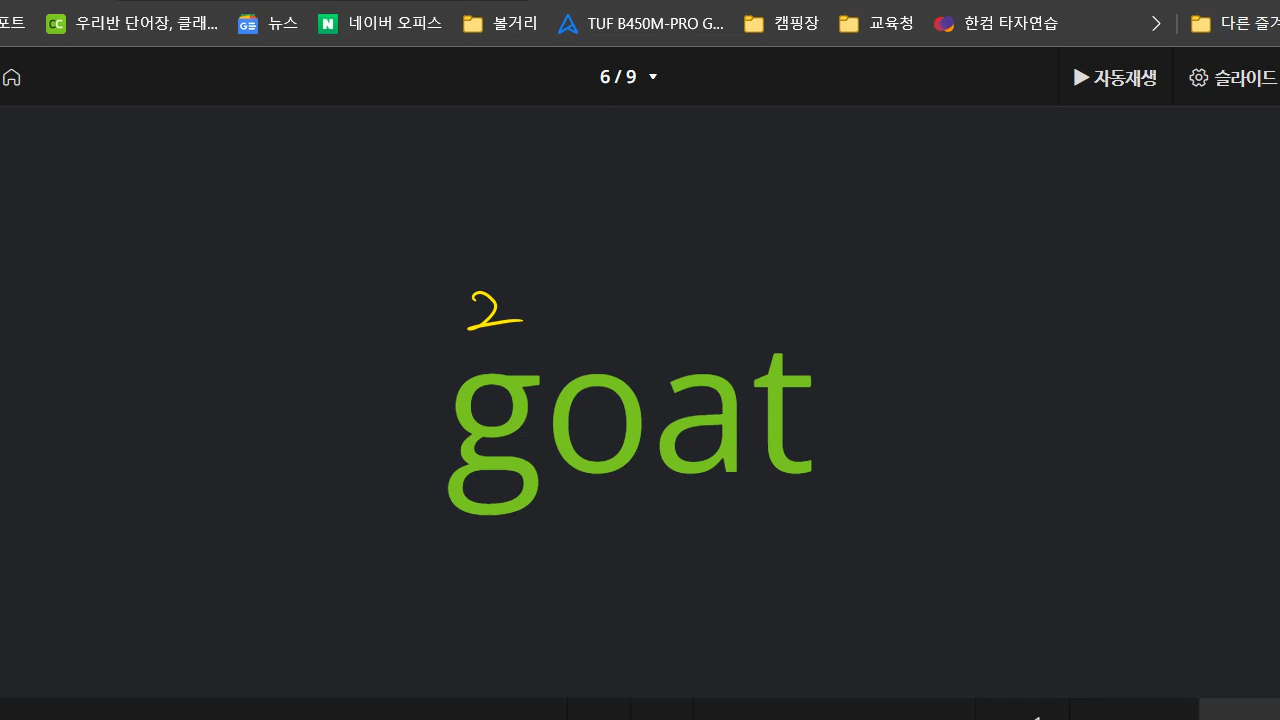 포트 CC 우리반 단어장, 클래... GE 뉴스 N 네이버 오피스 볼거리 TUF B450M-PRO G... 캠핑장 교육청 한컴 타자연습 다른 즐겨
6 / 9 자동재생 슬라이드
2
goat